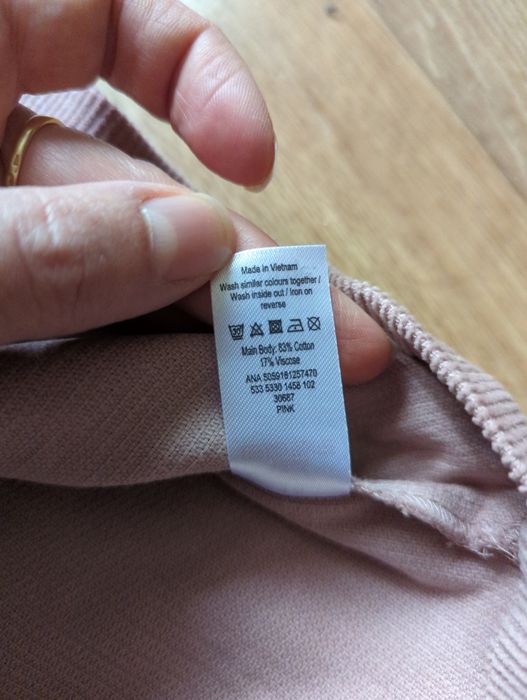 Made in Vietnam
Wash similar colours together /
Wash inside out / Iron on
reverse
Main Body: 83% Cotton
17% Viscose
ANA 5059181257470
533 5330 1458 102
30687
PINK